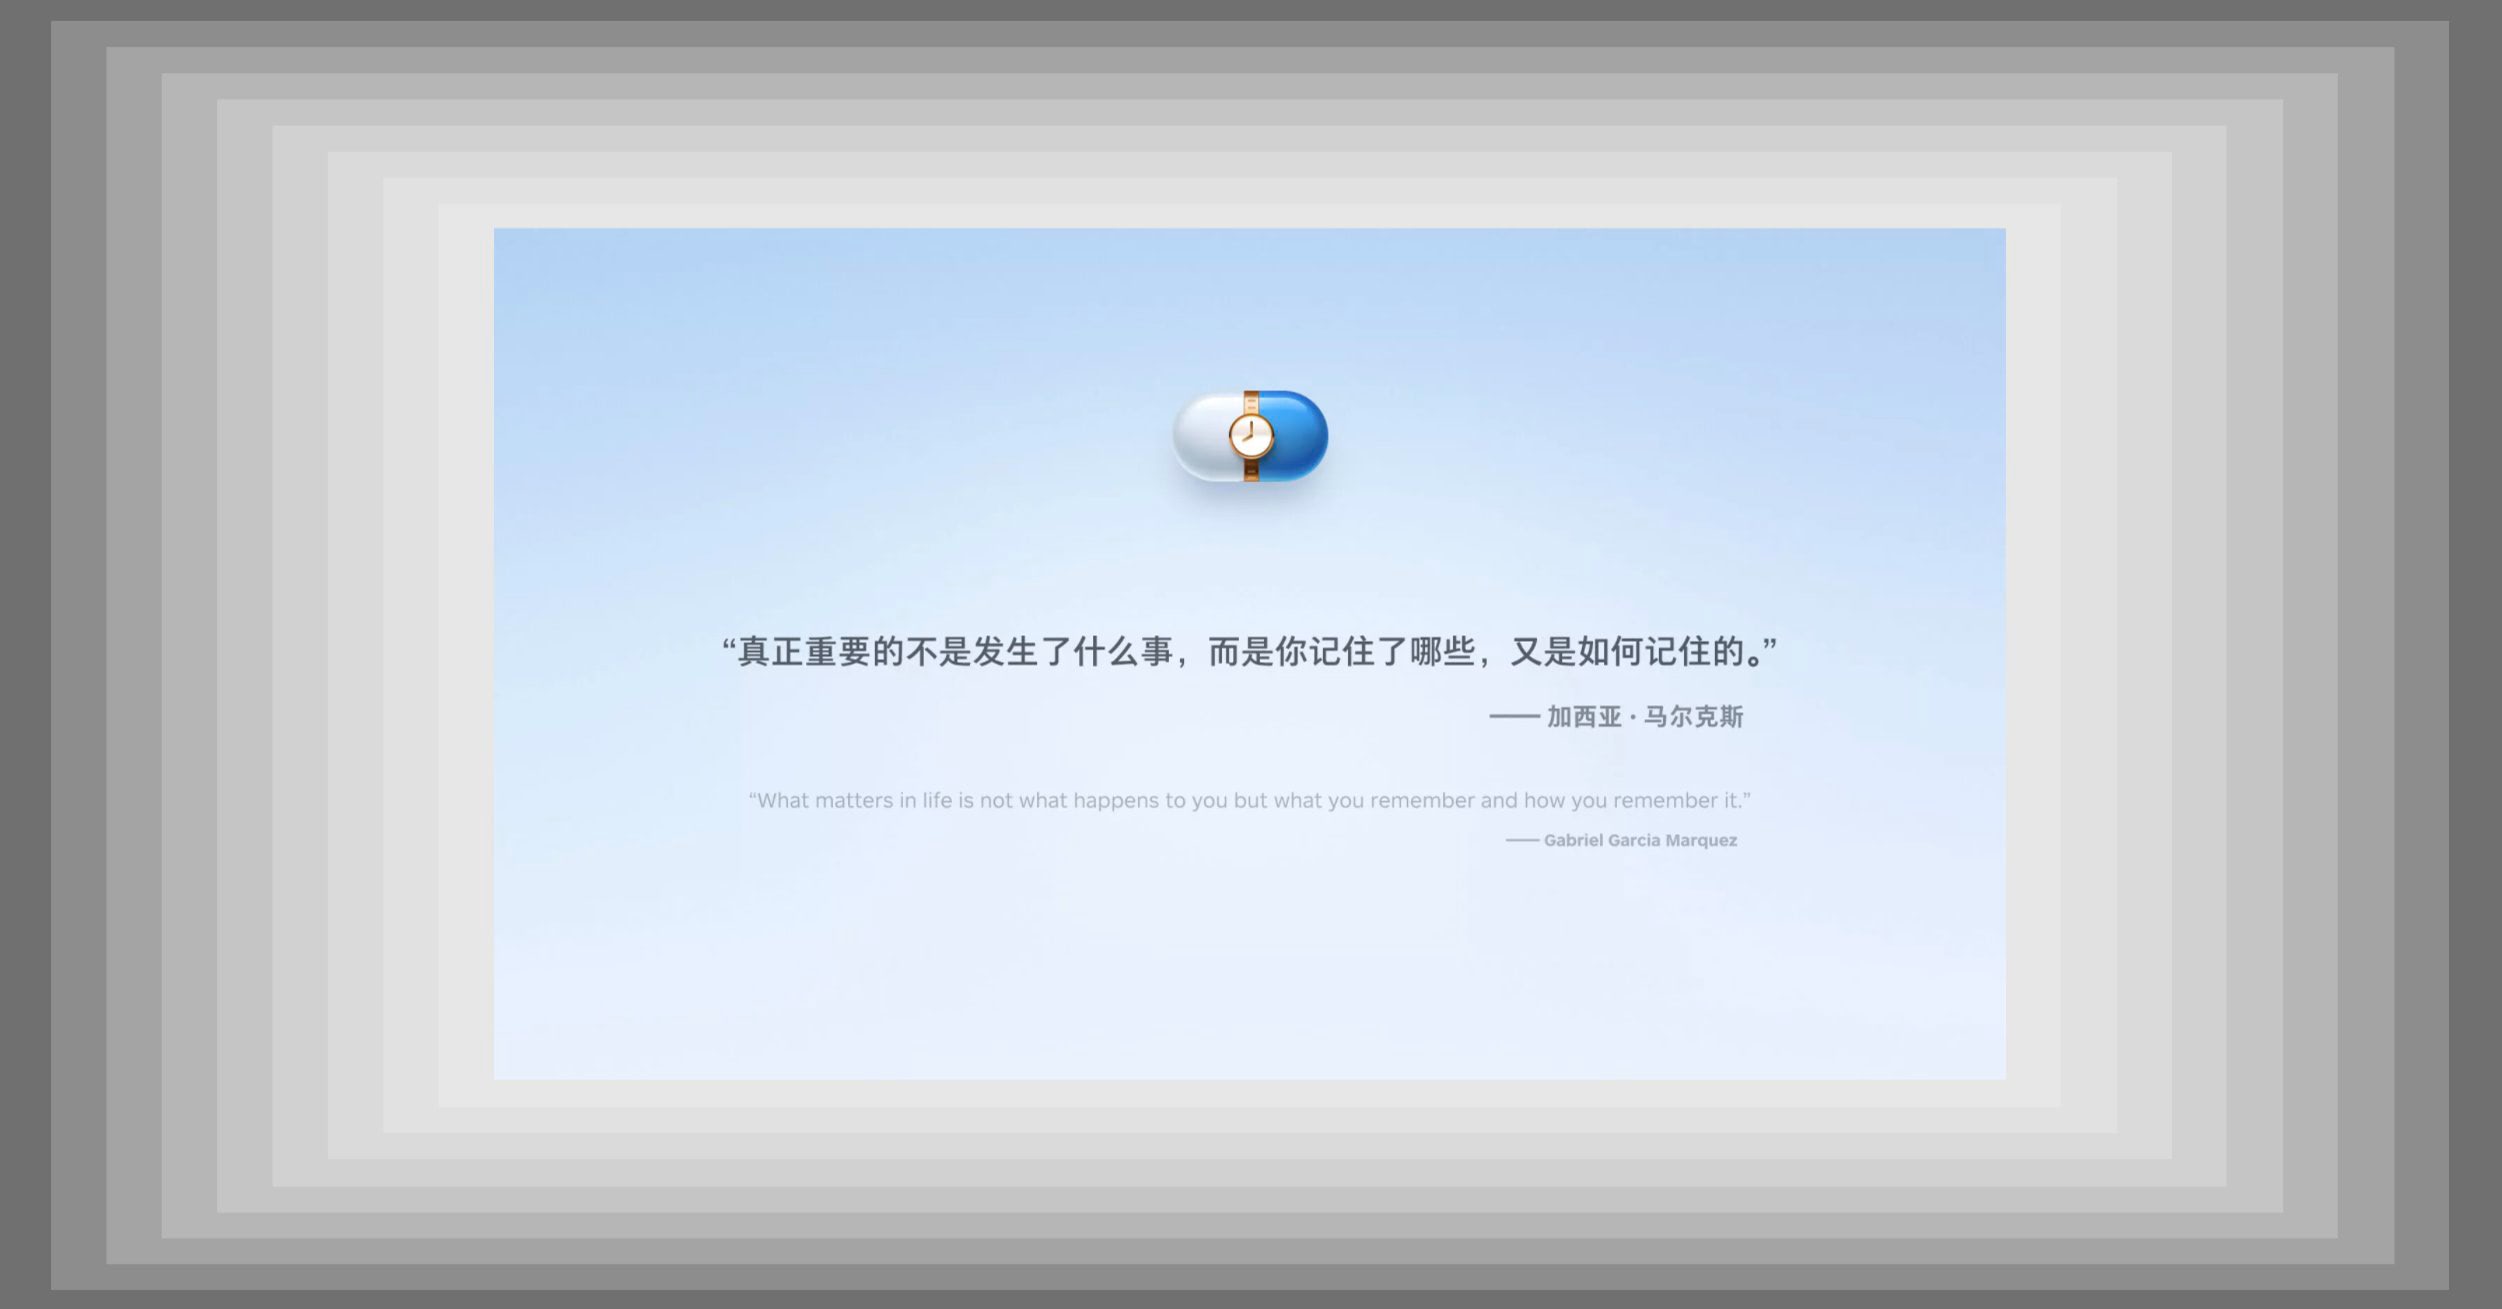 “真正重要的不是发生了什么事，而是你记住了哪些，又是如何记住的。”
—— 加西亚 · 马尔克斯
“What matters in life is not what happens to you but what you remember and how you remember it.”
—— Gabriel Garcia Marquez